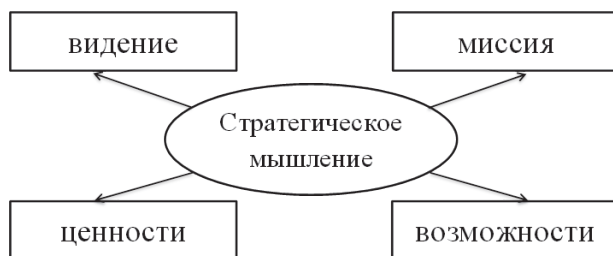 видение
миссия
Стратегическое
мышление
ценности
возможности